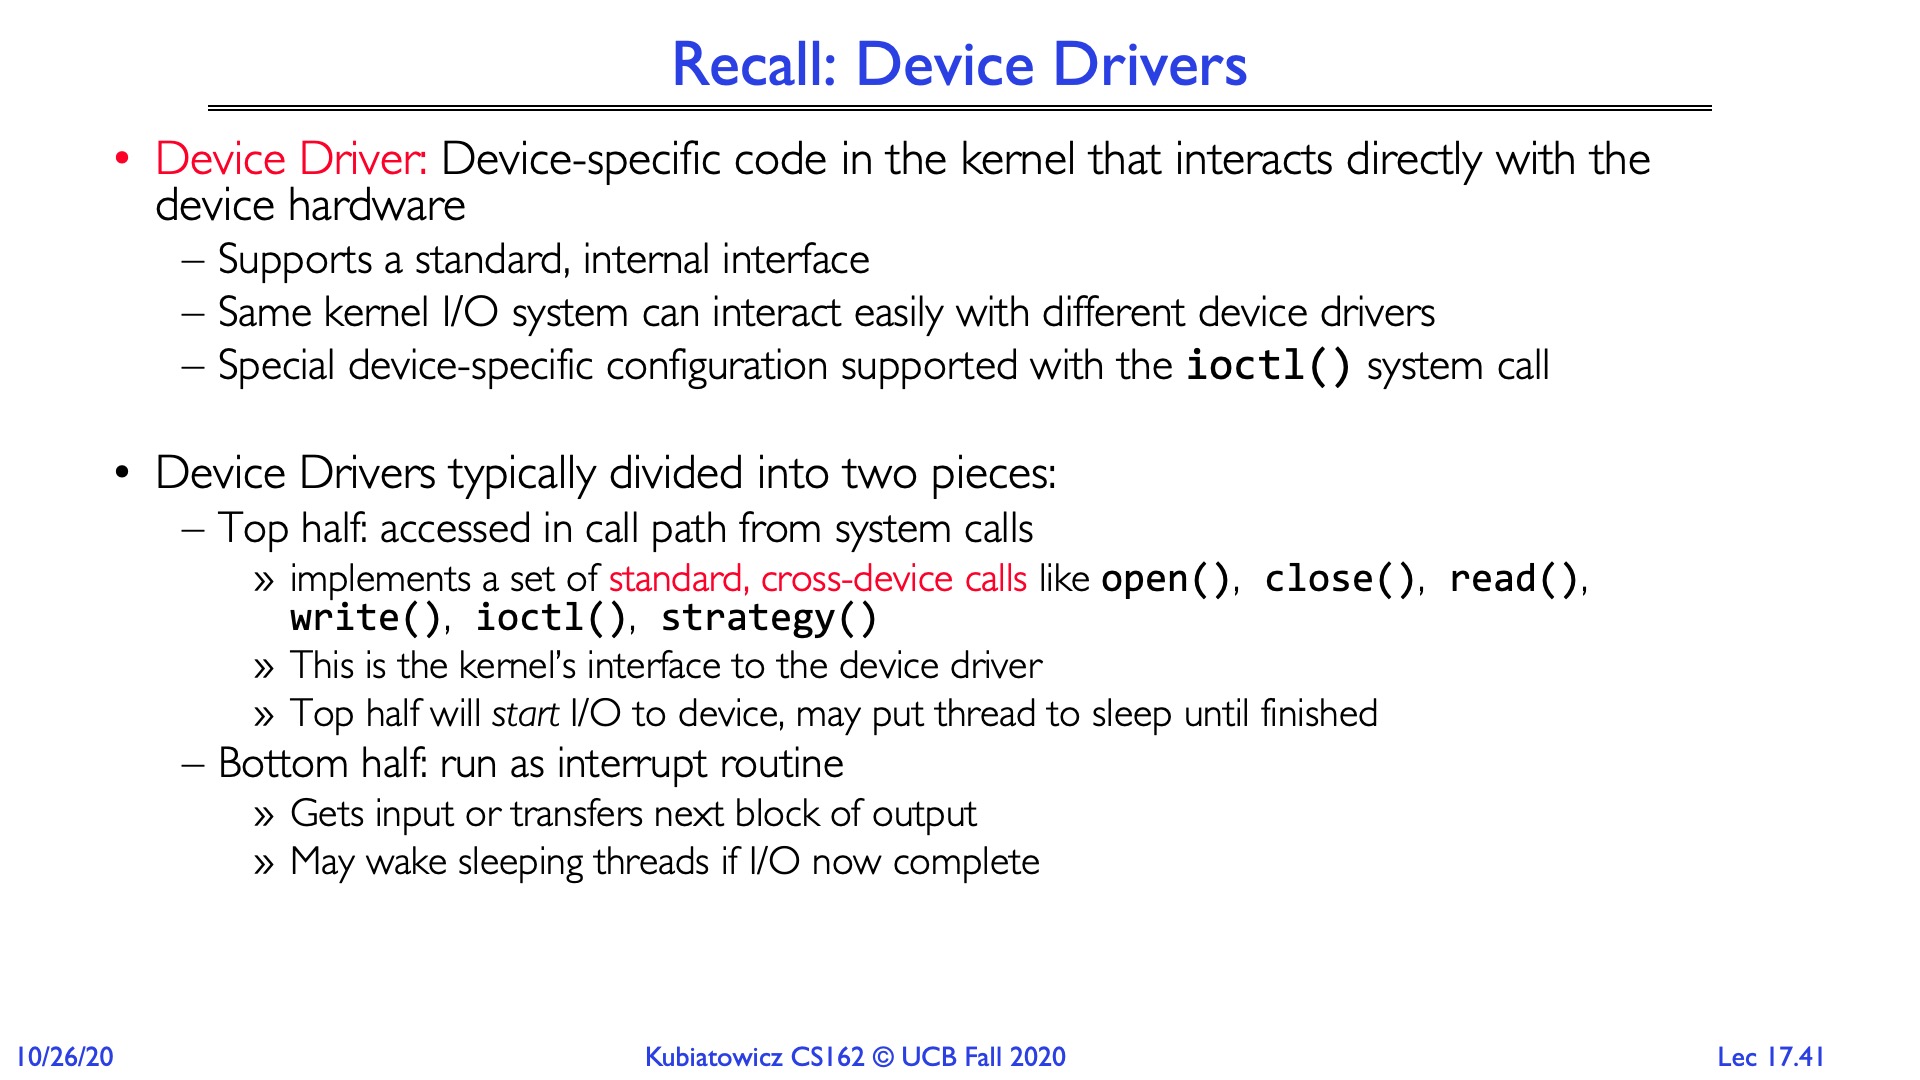 Recall: Device Drivers
• Device Driver: Device-specific code in the kernel that interacts directly with the
device hardware
– Supports a standard, internal interface
– Same kernel I/O system can interact easily with different device drivers
– Special device-specific configuration supported with the ioctl() system call
• Device Drivers typically divided into two pieces:
– Top half: accessed in call path from system calls
» implements a set of standard, cross-device calls like open(), close(), read(),
write(), ioctl(), strategy()
» This is the kernel’s interface to the device driver
» Top half will start I/O to device, may put thread to sleep until finished
– Bottom half: run as interrupt routine
» Gets input or transfers next block of output
» May wake sleeping threads if I/O now complete
10/26/20
Kubiatowicz CS162 © UCB Fall 2020
Lec 17.41